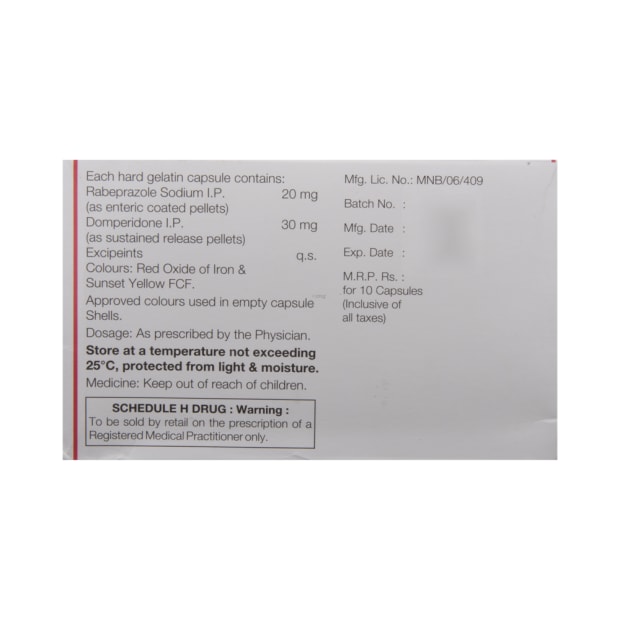 Each hard gelatin capsule contains:
Rabeprazole Sodium I.P. 20 mg
(as enteric coated pellets)
Domperidone I.P. 30 mg
(as sustained release pellets)
Excipeints q.s.
Colours: Red Oxide of Iron &
Sunset Yellow FCF.
Approved colours used in empty capsule
Shells.
Dosage: As prescribed by the Physician.
Store at a temperature not exceeding
25°C, protected from light & moisture.
Medicine: Keep out of reach of children.
SCHEDULE H DRUG : Warning :
To be sold by retail on the prescription of a
Registered Medical Practitioner only.
Mfg. Lic. No.: MNB/06/409
Batch No. :
Mfg. Date :
Exp. Date :
M.R.P. Rs. :
for 10 Capsules
(Inclusive of
all taxes)